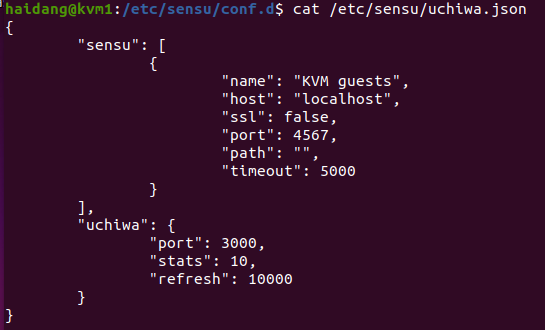 haidang@kvm1:/etc/sensu/conf.d$ cat /etc/sensu/uchiwa.json
{
        "sensu": [
                {
                        "name": "KVM guests",
                        "host": "localhost",
                        "ssl": false,
                        "port": 4567,
                        "path": "",
                        "timeout": 5000
                }
        ],
        "uchiwa": {
                "port": 3000,
                "stats": 10,
                "refresh": 10000
        }
}